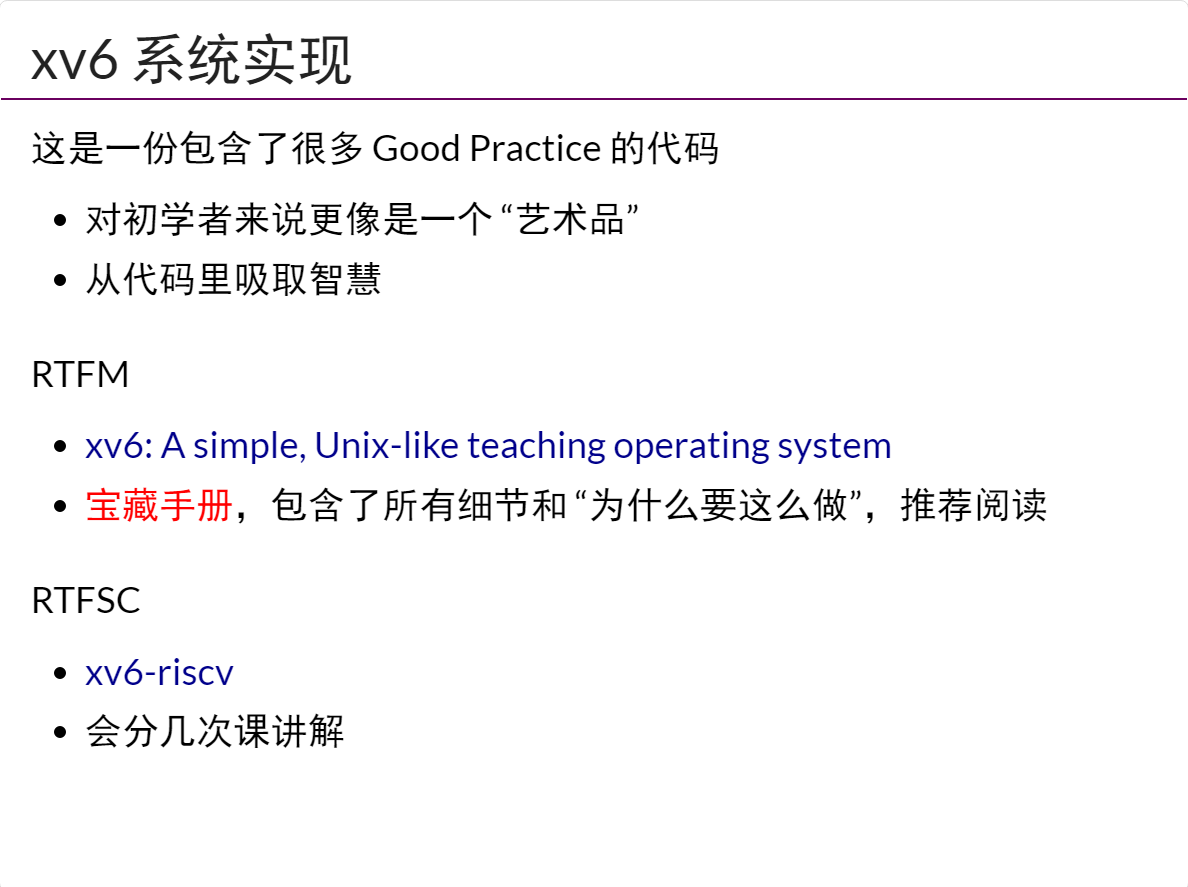 xv6 系统实现
这是一份包含了很多 Good Practice 的代码
对初学者来说更像是一个 “艺术品”
从代码里吸取智慧
RTFM
xv6: A simple, Unix-like teaching operating system
宝藏手册，包含了所有细节和 “为什么要这么做”，推荐阅读
RTFSC
xv6-riscv
会分几次课讲解